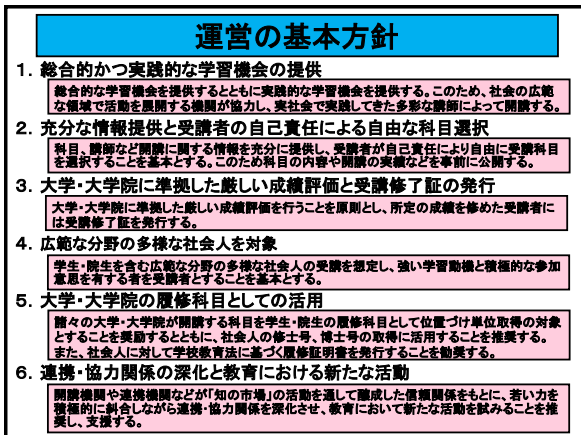 運営の基本方針
1. 総合的かつ実践的な学習機会の提供
総合的な学習機会を提供するとともに実践的な学習機会を提供する。このため、社会の広範
な領域で活動を展開する機関が協力し、実社会で実践してきた多彩な講師によって開講する。
2. 充分な情報提供と受講者の自己責任による自由な科目選択
科目、講師など開講に関する情報を充分に提供し、受講者が自己責任により自由に受講科目
を選択することを基本とする。このため科目の内容や開講の実績などを事前に公開する。
3. 大学・大学院に準拠した厳しい成績評価と受講修了証の発行
大学・大学院に準拠した厳しい成績評価を行うことを原則とし、所定の成績を修めた受講者に
は受講修了証を発行する。
4. 広範な分野の多様な社会人を対象
学生・院生を含む広範な分野の多様な社会人の受講を想定し、強い学習動機と積極的な参加
意思を有する者を受講者とすることを基本とする。
5. 大学・大学院の履修科目としての活用
諸々の大学・大学院が開講する科目を学生・院生の履修科目として位置づけ単位取得の対象
とすることを奨励するとともに、社会人の修士号、博士号の取得に活用することを推奨する。
また、社会人に対して学校教育法に基づく履修証明書を発行することを勧奨する。
6. 連携・協力関係の深化と教育における新たな活動
開講機関や連携機関などが「知の市場」の活動を通して醸成した信頼関係をもとに、若い力を
積極的に糾合しながら連携・協力関係を深化させ、教育において新たな活動を試みることを推
奨し、支援する。